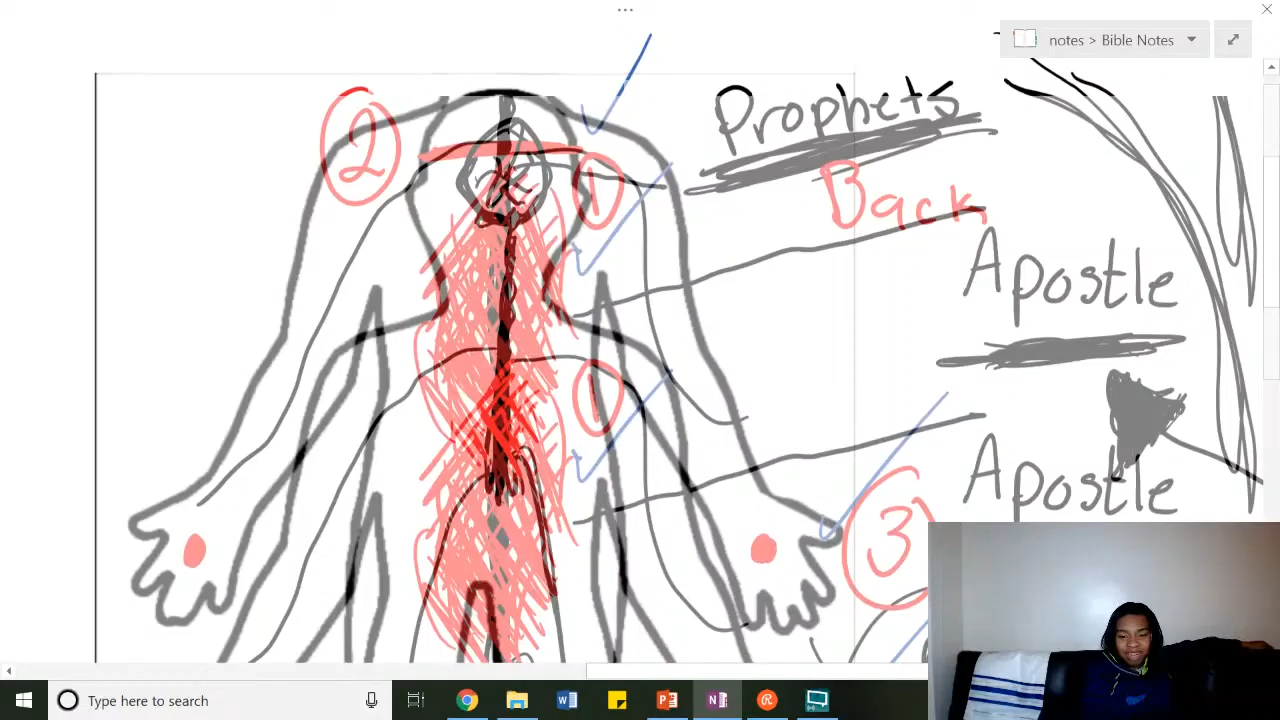 notes > Bible Notes
Prophets
2
1
Back
Apostle
1
Apostle
3
Type here to search